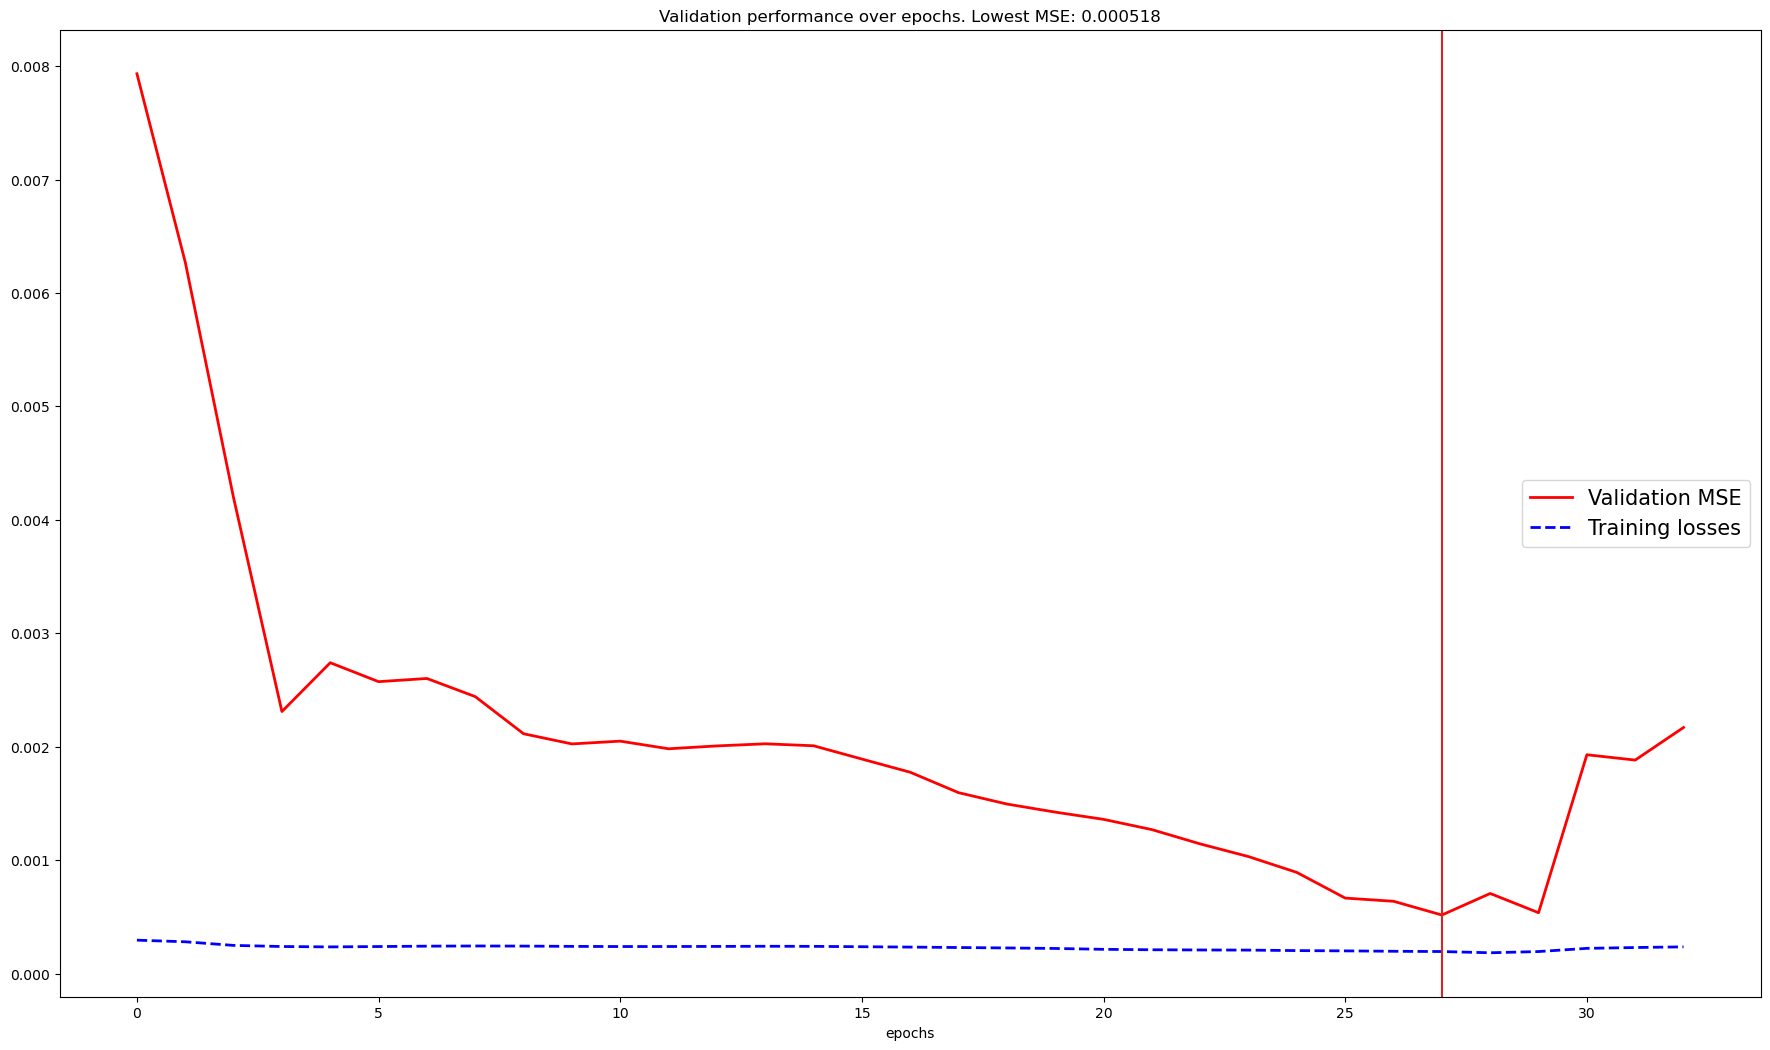 Validation performance over epochs. Lowest MSE: 0.000518
0.008
0.007
0.006
0.005
0.004
0.003
0.002
0.001
0.000
Validation MSE
Training losses
0 5 10 15 20 25 30
epochs